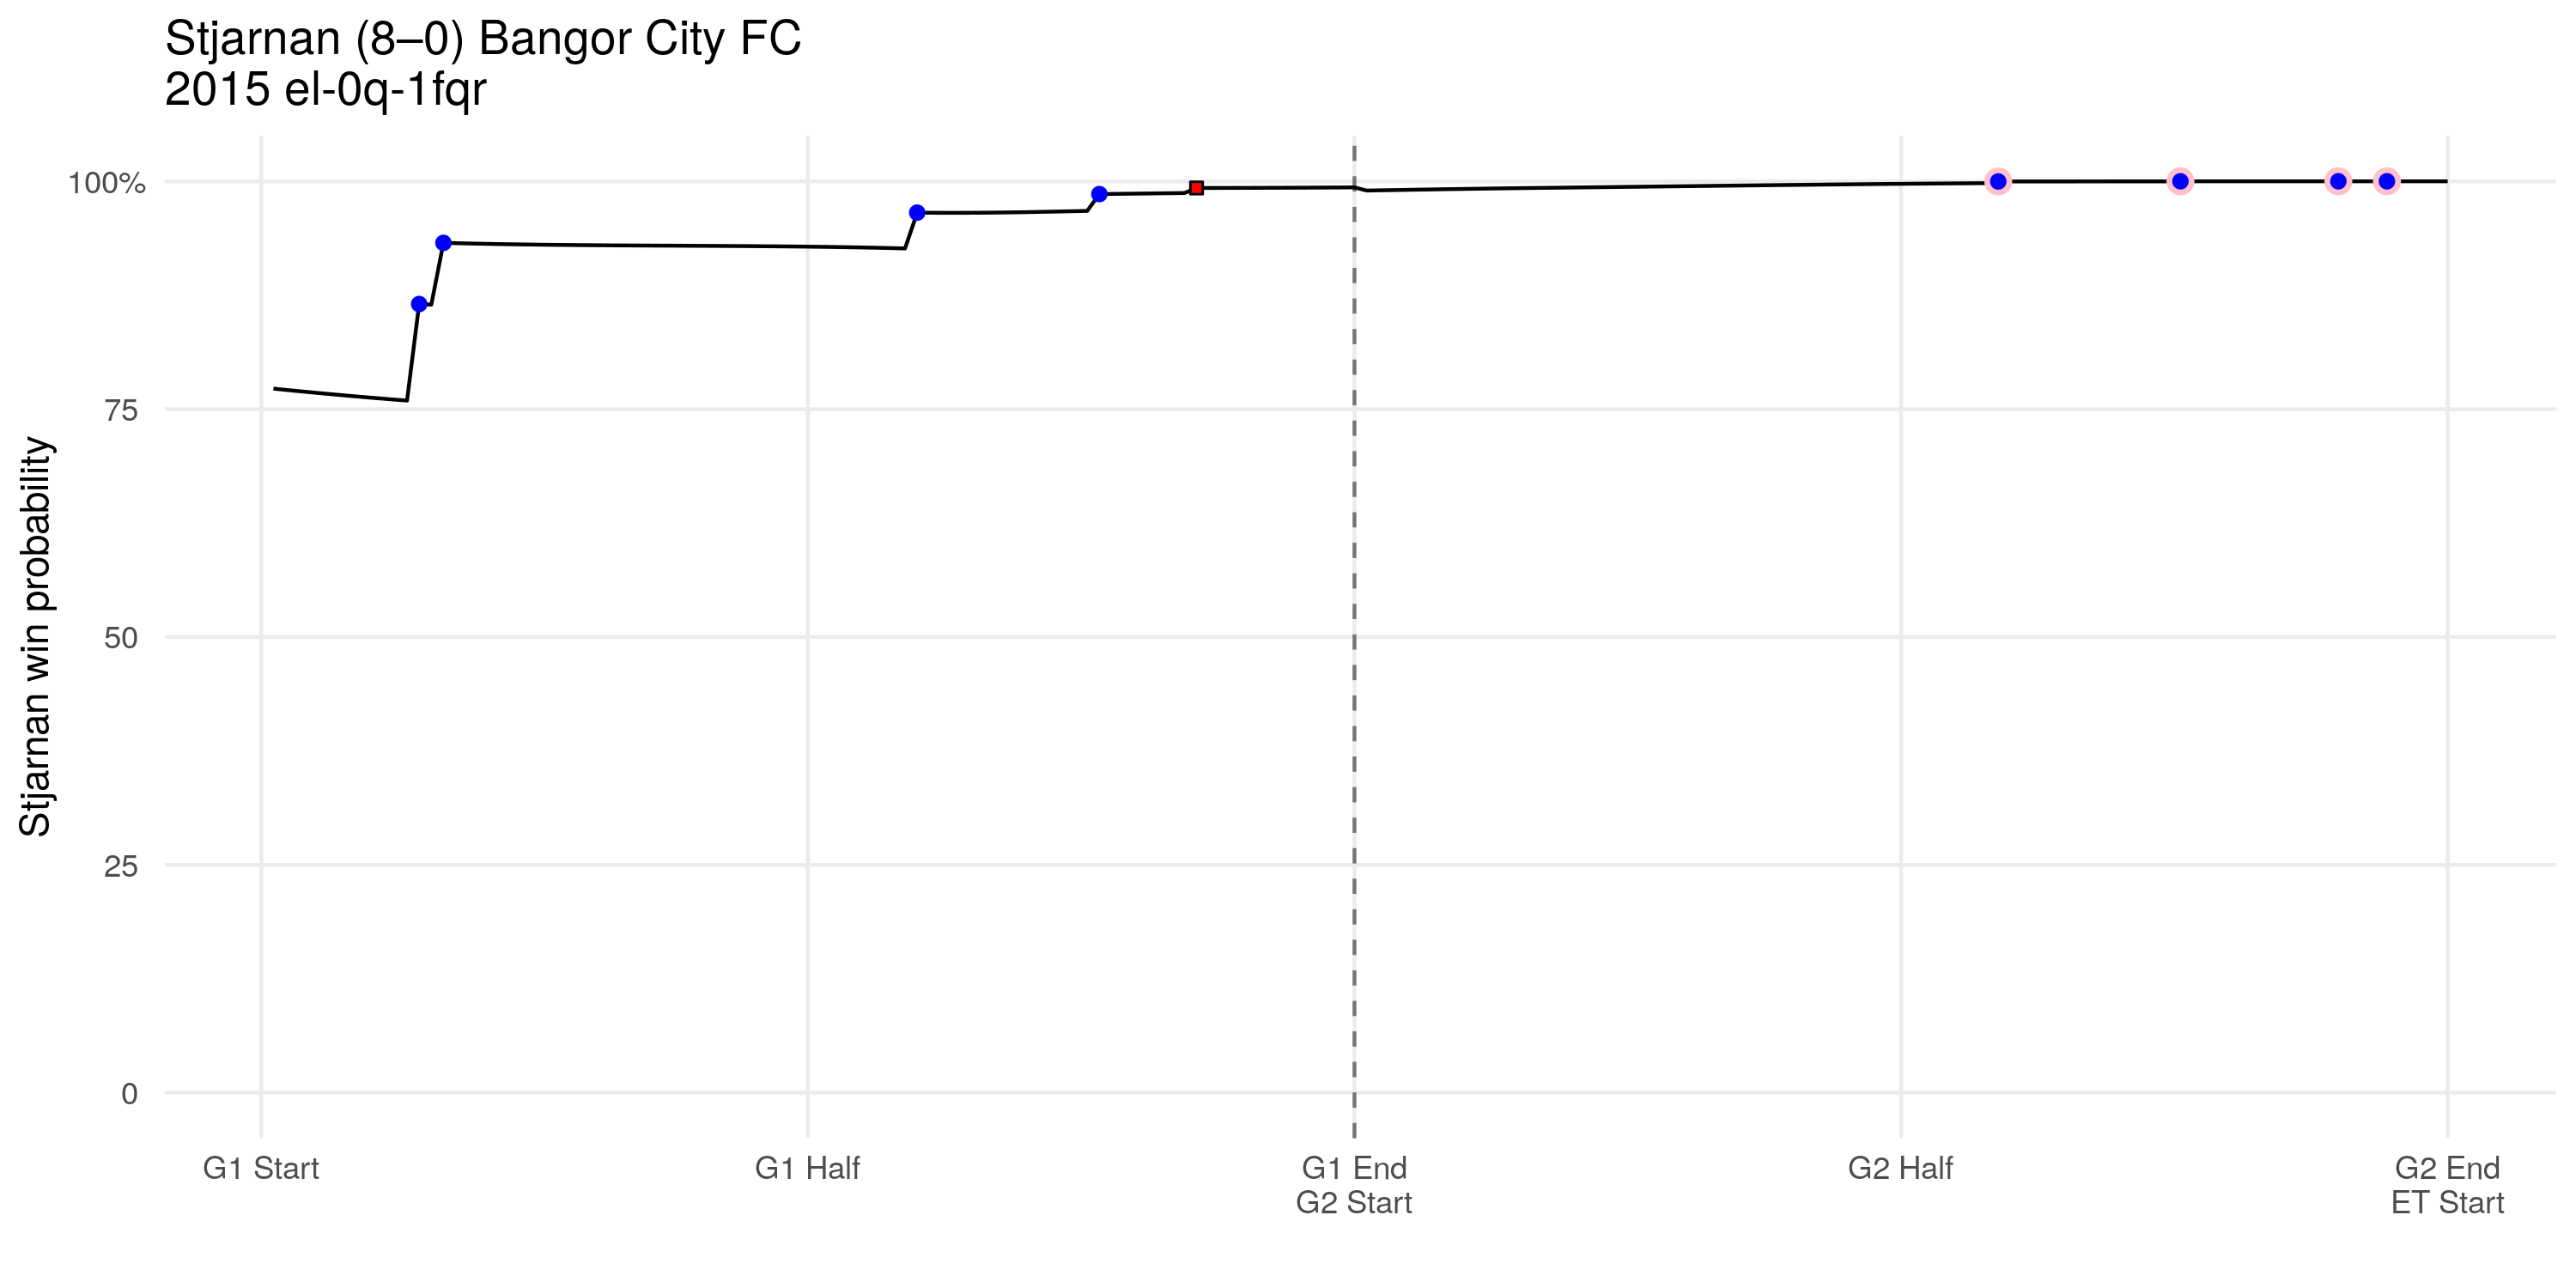 Stjarnan (8–0) Bangor City FC
2015 el-0q-1fqr
Stjarnan win probability
100%
75
50
25
0
G1 Start
G1 Half
G1 End
G2 Start
G2 Half
G2 End
ET Start